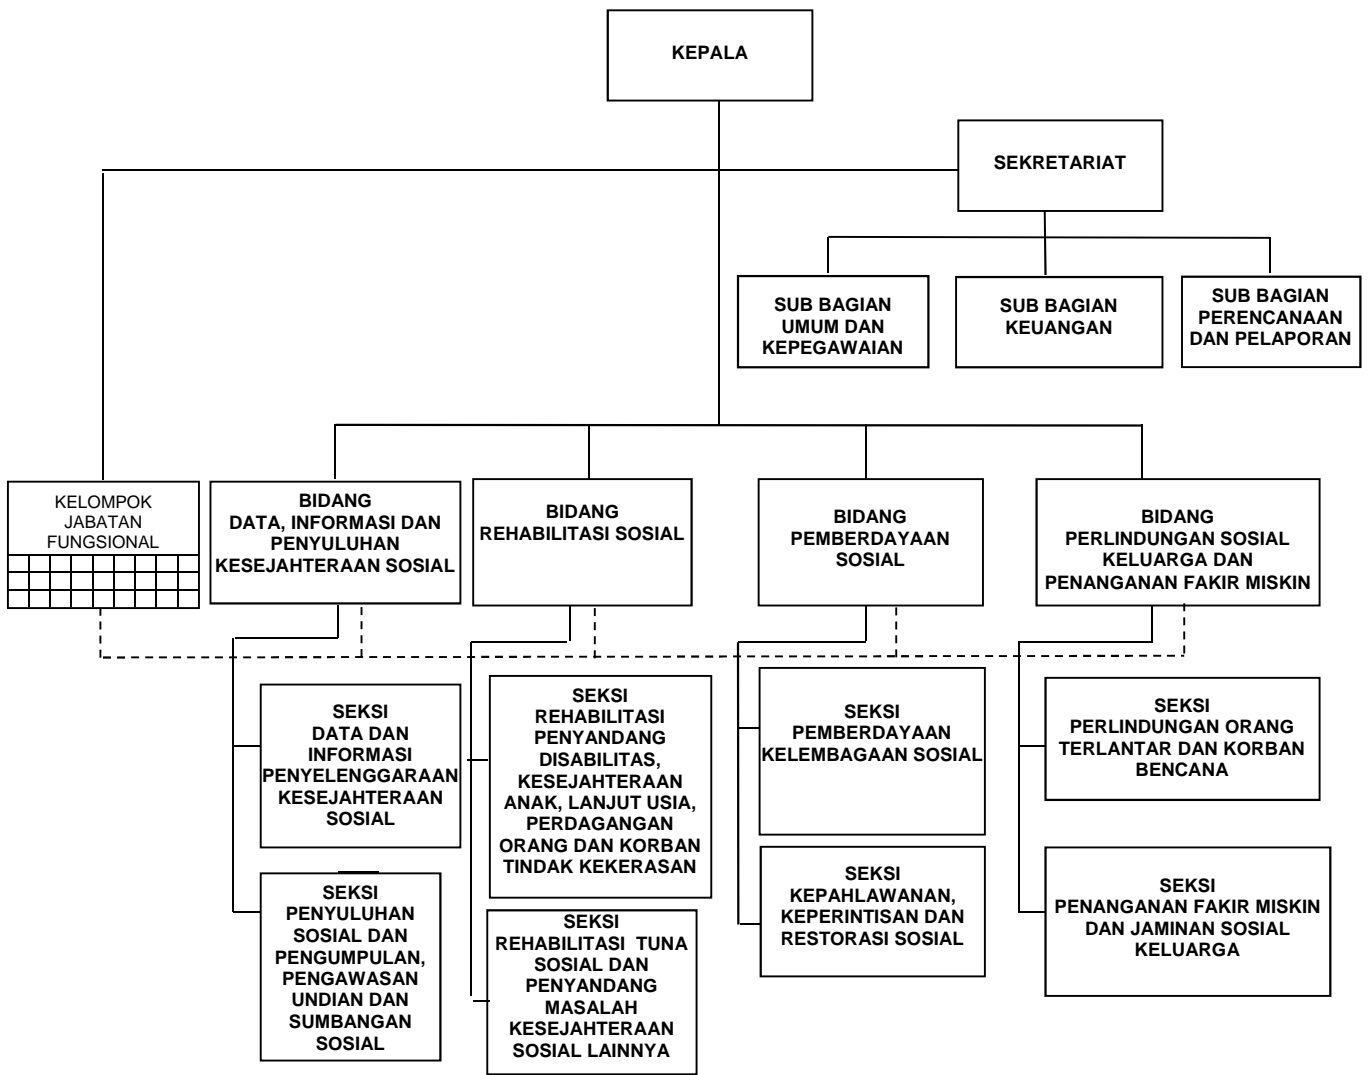 KEPALA
SEKRETARIAT
SUB BAGIAN
UMUM DAN
KEPEGAWAIAN
SUB BAGIAN
KEUANGAN
SUB BAGIAN
PERENCANAAN
DAN PELAPORAN
KELOMPOK
JABATAN
FUNGSIONAL
BIDANG
DATA, INFORMASI DAN
PENYULUHAN
KESEJAHTERAAN SOSIAL
BIDANG
REHABILITASI SOSIAL
BIDANG
PEMBERDAYAAN
SOSIAL
BIDANG
PERLINDUNGAN SOSIAL
KELUARGA DAN
PENANGANAN FAKIR MISKIN
SEKSI
DATA DAN
INFORMASI
PENYELENGGARAAN
KESEJAHTERAAN
SOSIAL
SEKSI
REHABILITASI
PENYANDANG
DISABILITAS,
KESEJAHTERAAN
ANAK, LANJUT USIA,
PERDAGANGAN
ORANG DAN KORBAN
TINDAK KEKERASAN
SEKSI
PEMBERDAYAAN
KELEMBAGAAN SOSIAL
SEKSI
PERLINDUNGAN ORANG
TERLANTAR DAN KORBAN
BENCANA
SEKSI
PENYULUHAN
SOSIAL DAN
PENGUMPULAN,
PENGAWASAN
UNDIAN DAN
SUMBANGAN
SOSIAL
SEKSI
REHABILITASI  TUNA
SOSIAL DAN
PENYANDANG
MASALAH
KESEJAHTERAAN
SOSIAL LAINNYA
SEKSI
KEPAHLAWANAN,
KEPERINTISAN DAN
RESTORASI SOSIAL
SEKSI
PENANGANAN FAKIR MISKIN
DAN JAMINAN SOSIAL
KELUARGA